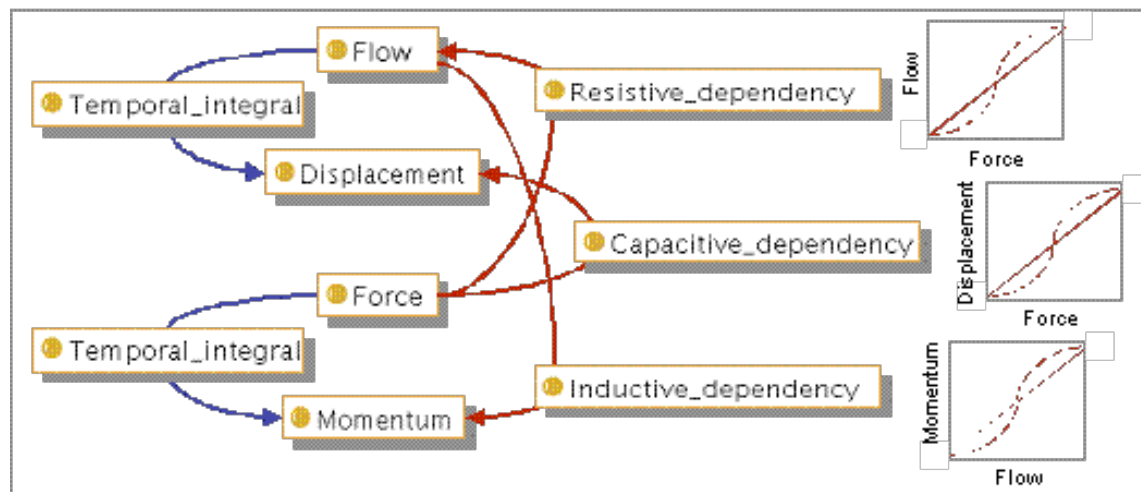 Flow
Temporal_integral
Resistive_dependency
Displacement
Capacitive_dependency
Force
Temporal_integral
Inductive_dependency
Momentum
Flow
Force
Displacement
Force
Momentum
Flow